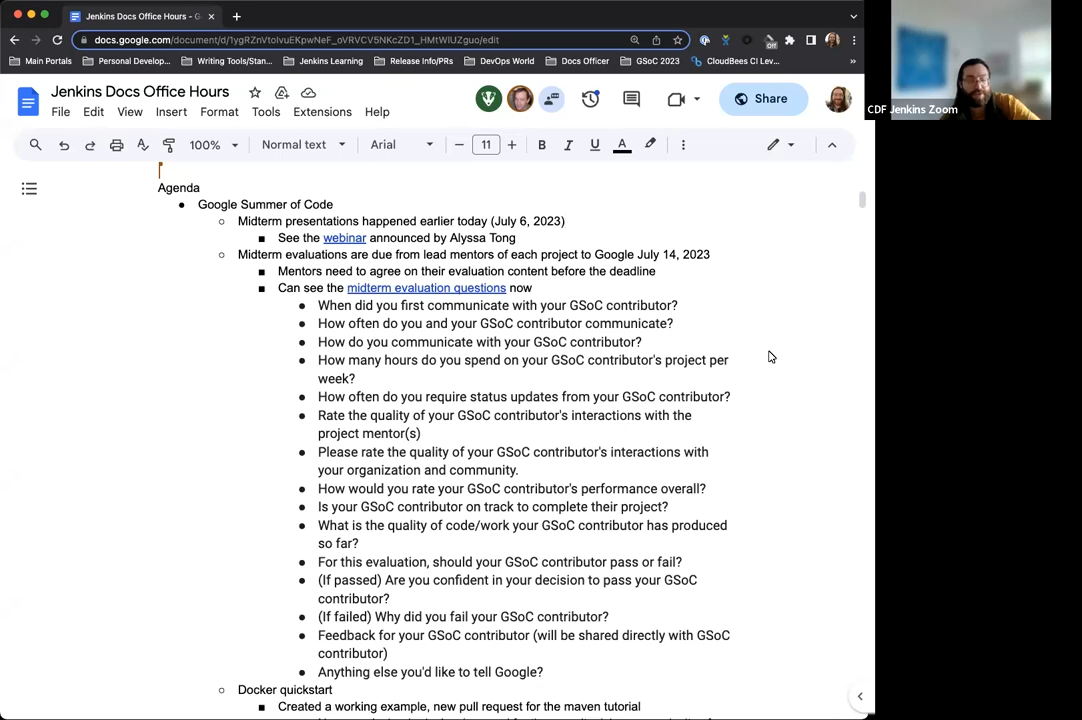 Jenkins Docs Office Hours - G
docs.google.com/document/d/1ygRZnVtoIvuEKpwNeF_oVRVCV5NKcZD1_HMtWlUZguo/edit
Off
Main Portals
Personal Develop...
Writing Tools/Stan...
Jenkins Learning
Release Info/PRs
DevOps World
Docs Officer
GSoC 2023
CloudBees CI Lev...
»
CDF Jenkins Zoom
Jenkins Docs Office Hours
File Edit View Insert Format Tools Extensions Help
Share
100% Normal text Arial − 11 + B I U A
Agenda
● Google Summer of Code
○ Midterm presentations happened earlier today (July 6, 2023)
■ See the webinar announced by Alyssa Tong
○ Midterm evaluations are due from lead mentors of each project to Google July 14, 2023
■ Mentors need to agree on their evaluation content before the deadline
■ Can see the midterm evaluation questions now
● When did you first communicate with your GSoC contributor?
● How often do you and your GSoC contributor communicate?
● How do you communicate with your GSoC contributor?
● How many hours do you spend on your GSoC contributor's project per
week?
● How often do you require status updates from your GSoC contributor?
● Rate the quality of your GSoC contributor's interactions with the
project mentor(s)
● Please rate the quality of your GSoC contributor's interactions with
your organization and community.
● How would you rate your GSoC contributor's performance overall?
● Is your GSoC contributor on track to complete their project?
● What is the quality of code/work your GSoC contributor has produced
so far?
● For this evaluation, should your GSoC contributor pass or fail?
● (If passed) Are you confident in your decision to pass your GSoC
contributor?
● (If failed) Why did you fail your GSoC contributor?
● Feedback for your GSoC contributor (will be shared directly with GSoC
contributor)
● Anything else you'd like to tell Google?
○ Docker quickstart
■ Created a working example, new pull request for the maven tutorial